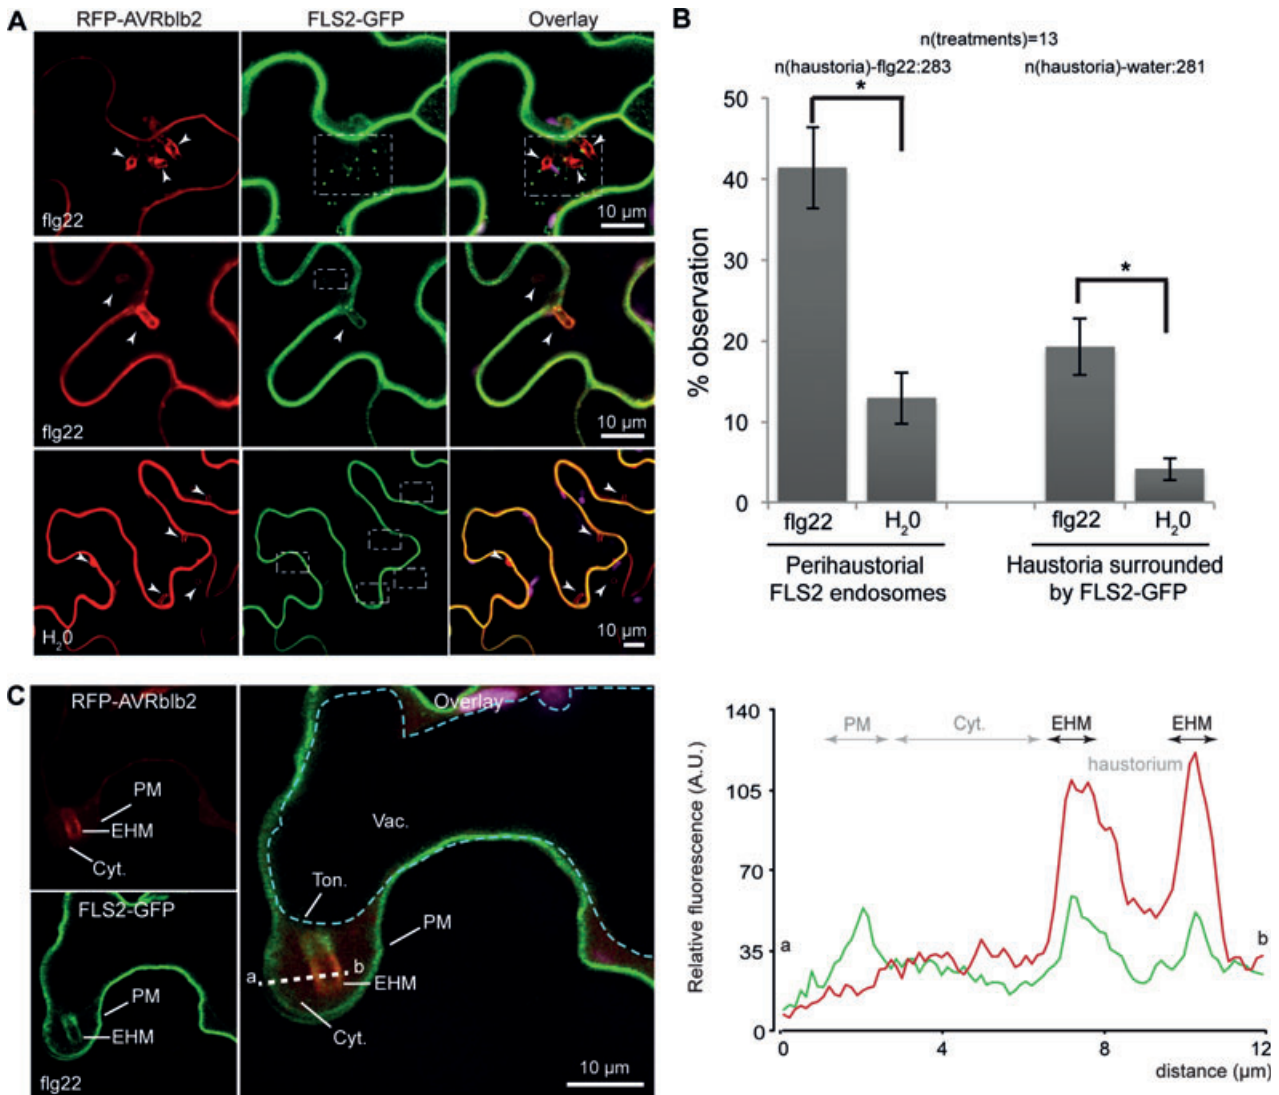 A
RFP-AVRblb2
FLS2-GFP
Overlay
flg22
10 µm
flg22
10 µm
H₂0
10 µm
B
n(treatments)=13
n(haustoria)-flg22:283
n(haustoria)-water:281
% observation
50
40
30
20
10
0
*
*
flg22
H₂0
flg22
H₂0
Perihaustorial
FLS2 endosomes
Haustoria surrounded
by FLS2-GFP
C
RFP-AVRblb2
PM
EHM
Cyt.
FLS2-GFP
PM
EHM
flg22
Overlay
Vac.
Ton.
PM
a
b
EHM
Cyt.
10 µm
Relative fluorescence (A.U.)
140
105
70
35
0
PM
Cyt.
EHM
EHM
haustorium
a
b
0
4
8
12
distance (µm)